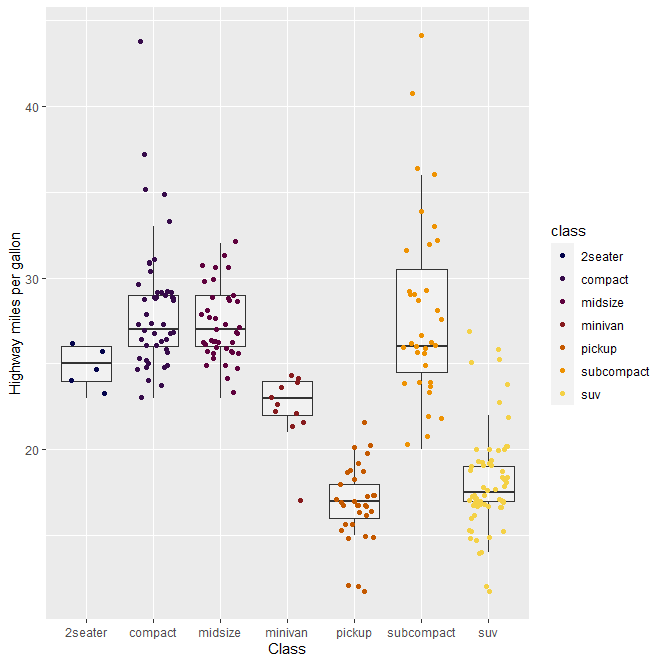 Highway miles per gallon
40
30
20
2seater compact midsize minivan pickup subcompact suv
Class
class
2seater
compact
midsize
minivan
pickup
subcompact
suv